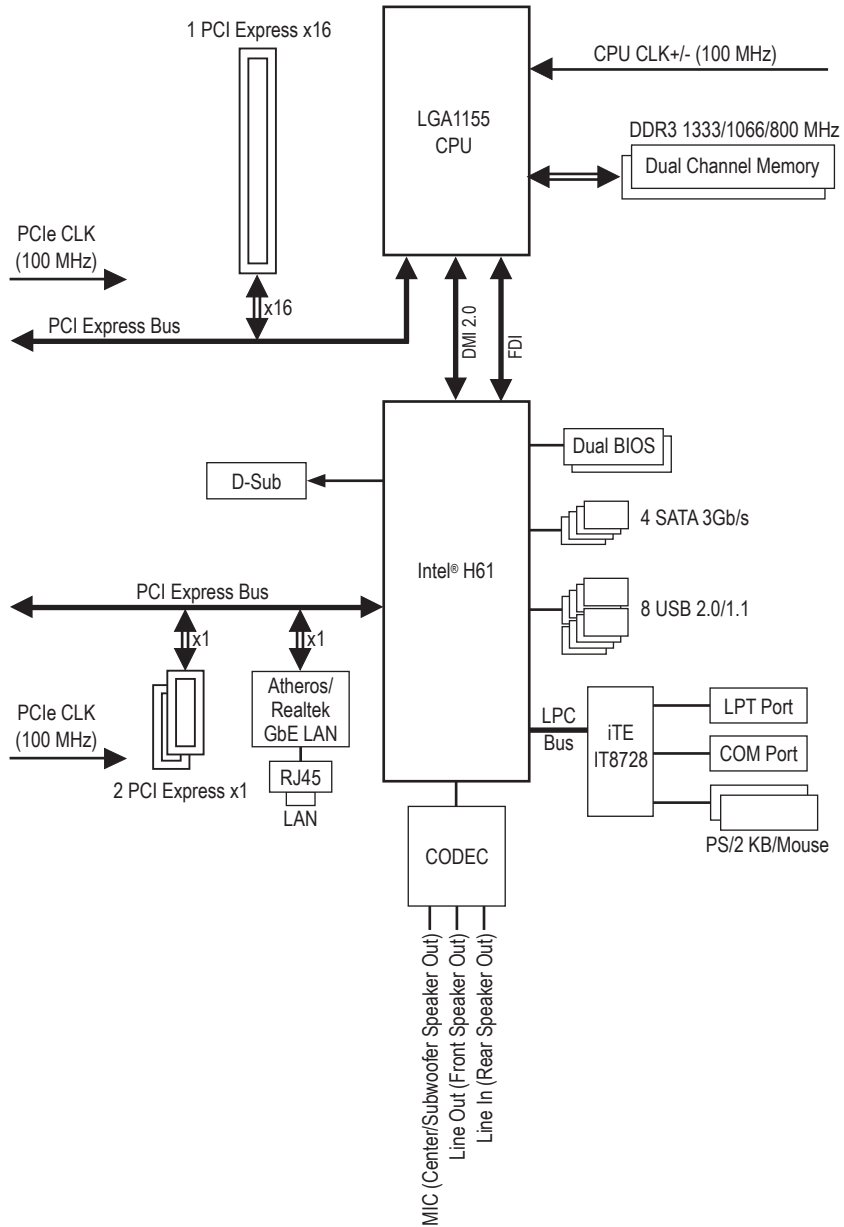 1 PCI Express x16
CPU CLK+/- (100 MHz)
LGA1155
CPU
DDR3 1333/1066/800 MHz
Dual Channel Memory
PCIe CLK
(100 MHz)
x16
PCI Express Bus
DMI 2.0
FDI
Dual BIOS
D-Sub
4 SATA 3Gb/s
Intel® H61
PCI Express Bus
8 USB 2.0/1.1
x1
x1
Atheros/
Realtek
GbE LAN
PCIe CLK
(100 MHz)
LPC
Bus
iTE
IT8728
LPT Port
COM Port
RJ45
2 PCI Express x1
LAN
PS/2 KB/Mouse
CODEC
MIC (Center/Subwoofer Speaker Out)
Line Out (Front Speaker Out)
Line In (Rear Speaker Out)